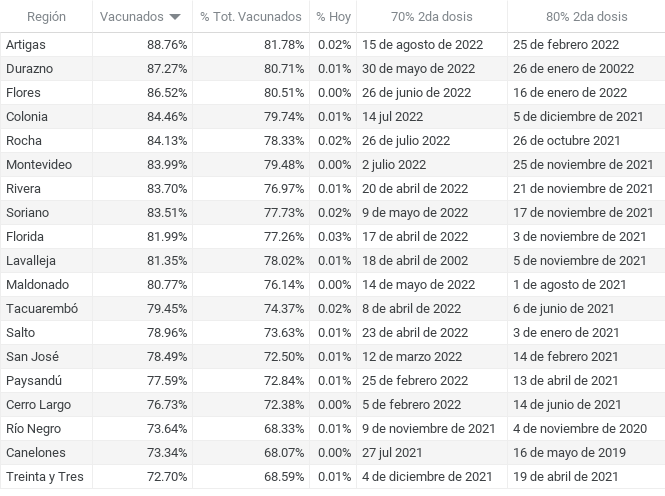 Región Vacunados % Tot. Vacunados % Hoy 70% 2da dosis 80% 2da dosis
Artigas 88.76% 81.78% 0.02% 15 de agosto de 2022 25 de febrero 2022
Durazno 87.27% 80.71% 0.01% 30 de mayo de 2022 26 de enero de 20022
Flores 86.52% 80.51% 0.00% 26 de junio de 2022 16 de enero de 2022
Colonia 84.46% 79.74% 0.01% 14 jul 2022 5 de diciembre de 2021
Rocha 84.13% 78.33% 0.02% 26 de julio 2022 26 de octubre 2021
Montevideo 83.99% 79.48% 0.00% 2 julio 2022 25 de noviembre de 2021
Rivera 83.70% 76.97% 0.01% 20 de abril de 2022 21 de noviembre de 2021
Soriano 83.51% 77.73% 0.02% 9 de mayo de 2022 17 de noviembre de 2021
Florida 81.99% 77.26% 0.03% 17 de abril de 2022 3 de noviembre de 2021
Lavalleja 81.35% 78.02% 0.01% 18 de abril de 2002 5 de noviembre de 2021
Maldonado 80.77% 76.14% 0.00% 14 de mayo de 2022 1 de agosto de 2021
Tacuarembó 79.45% 74.37% 0.02% 8 de abril de 2022 6 de junio de 2021
Salto 78.96% 73.63% 0.01% 23 de abril de 2022 3 de enero de 2021
San José 78.49% 72.50% 0.01% 12 de marzo 2022 14 de febrero 2021
Paysandú 77.59% 72.84% 0.01% 25 de febrero 2022 13 de abril de 2021
Cerro Largo 76.73% 72.38% 0.00% 5 de febrero 2022 14 de junio de 2021
Río Negro 73.64% 68.33% 0.01% 9 de noviembre de 2021 4 de noviembre de 2020
Canelones 73.34% 68.07% 0.00% 27 jul 2021 16 de mayo de 2019
Treinta y Tres 72.70% 68.59% 0.01% 4 de diciembre de 2021 19 de abril de 2021